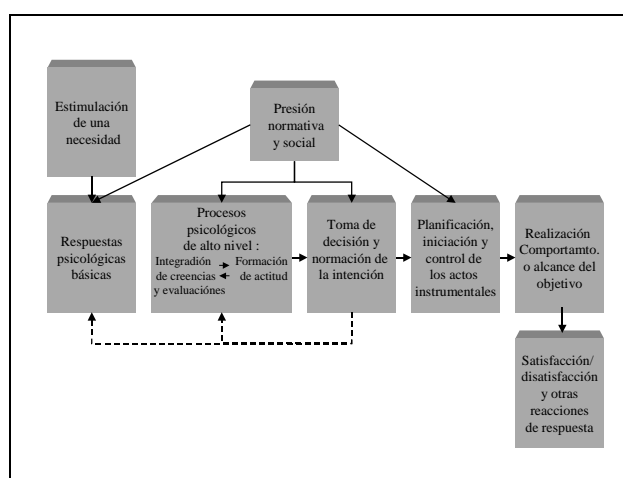 Estimulación
de una
necesidad
Presión
normativa
y social
Respuestas
psicológicas
básicas
Procesos
psicológicos
de alto nivel :
Integradión Formación
de creencias de actitud
y evaluaciónes
Toma de
decisión y
normación de
la intención
Planificación,
iniciación y
control de
los actos
instrumentales
Realización
Comportamto.
o alcance del
objetivo
Satisfacción/
disatisfacción
y otras
reacciones
de respuesta